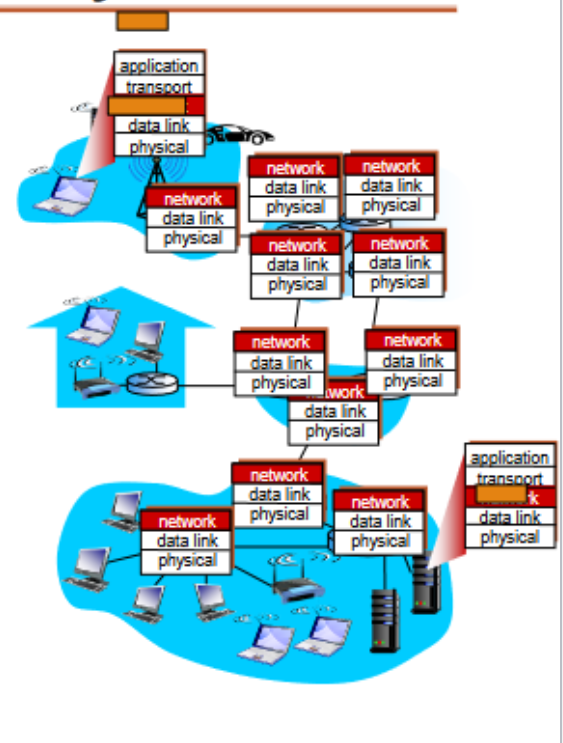 application
transport
data link
physical
network
data link
physical
network
data link
physical
network
data link
physical
network
data link
physical
network
data link
physical
network
data link
physical
network
data link
physical
work
data link
physical
network
data link
physical
network
data link
physical
network
data link
physical
application
transport
k
data link
physical